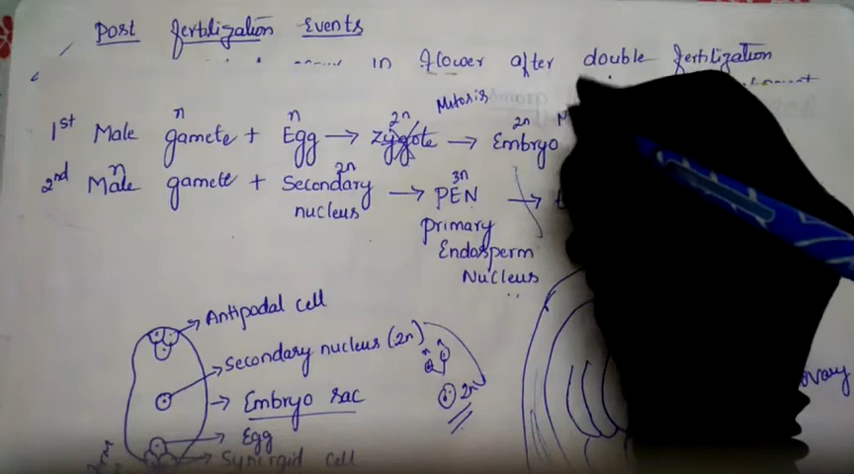 Post fertilization Events
in flower after double fertilization
Mitosis
n n 2n 2n
1st Male gamete + Egg → Zygote → Embryo
n 2n 3n
2nd Male gamete + Secondary nucleus → PEN →
Primary
Endosperm
Nucleus
Antipodal cell
Secondary nucleus (2n)
2n
Embryo sac
Egg
Synergid cell
ovary